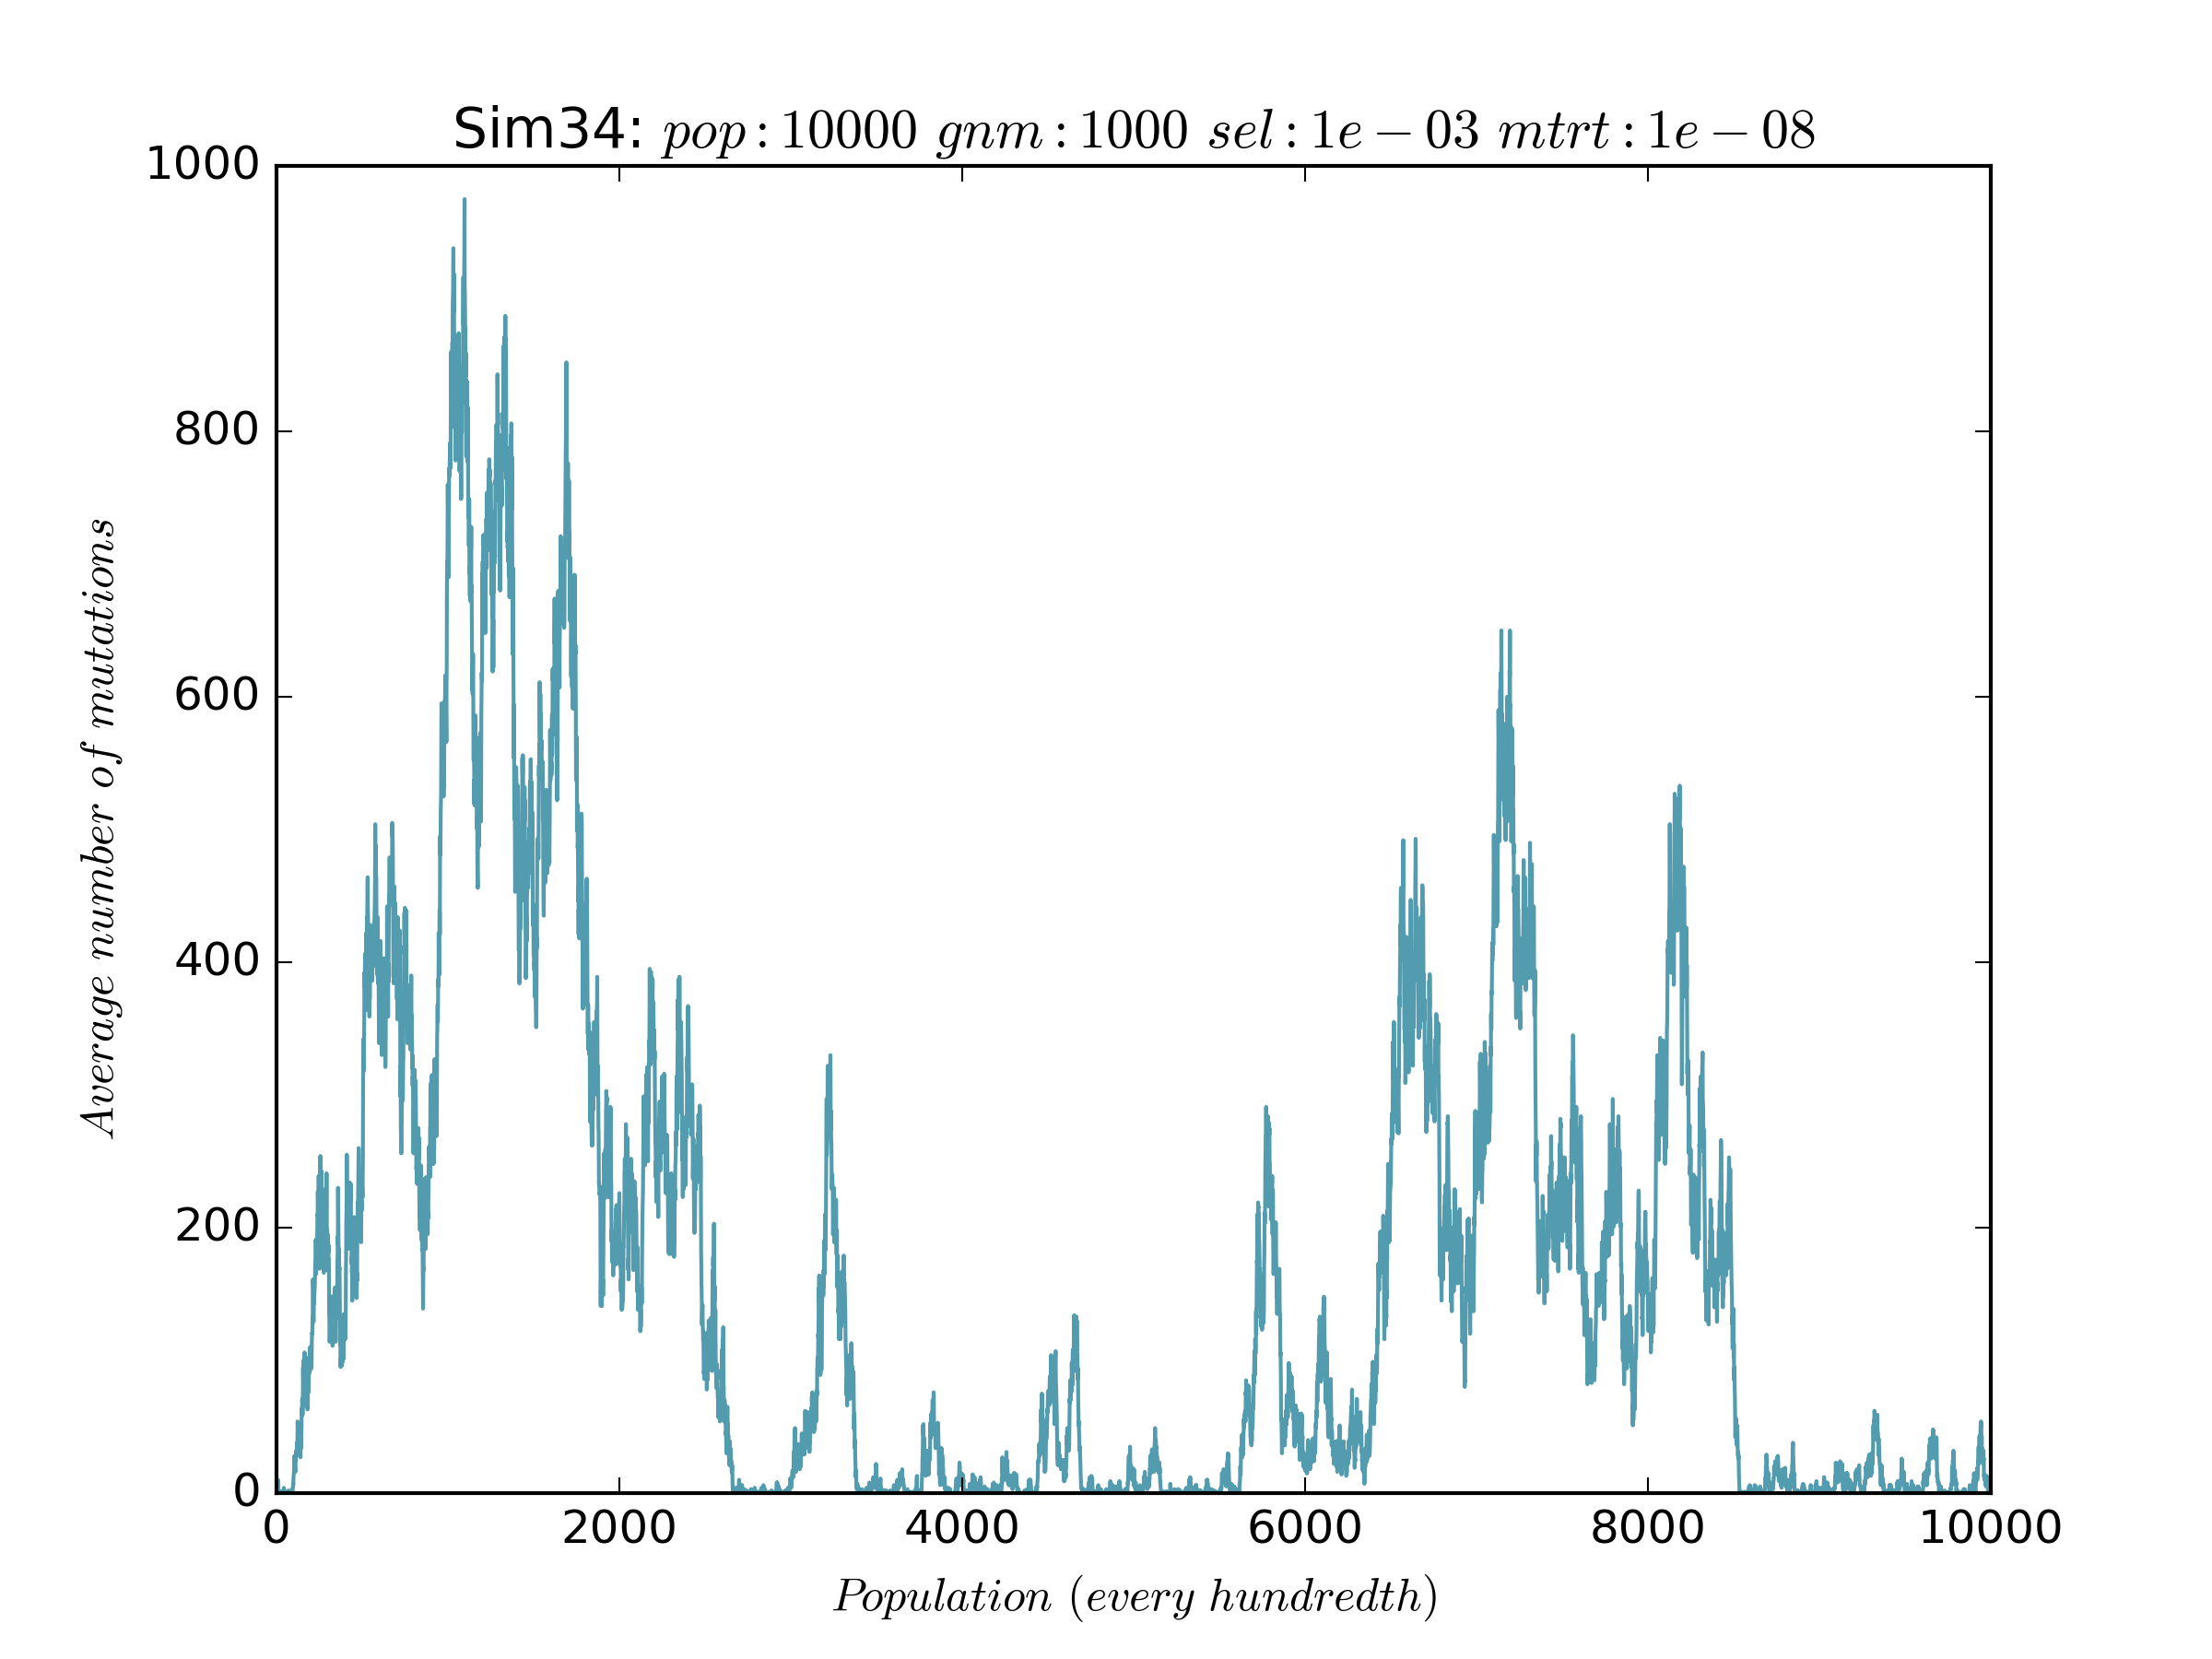 Sim34: pop : 10000 gnm : 1000 sel : 1e − 03 mtrt : 1e − 08
1000
800
600
400
200
0
Average number of mutations
0 2000 4000 6000 8000 10000
Population (every hundredth)